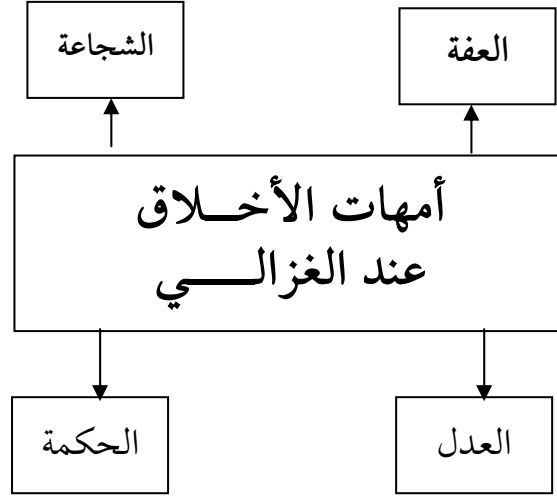 العفة
الشجاعة
أمهات الأخـــلاق
عند الغزالـــــي
العدل
الحكمة